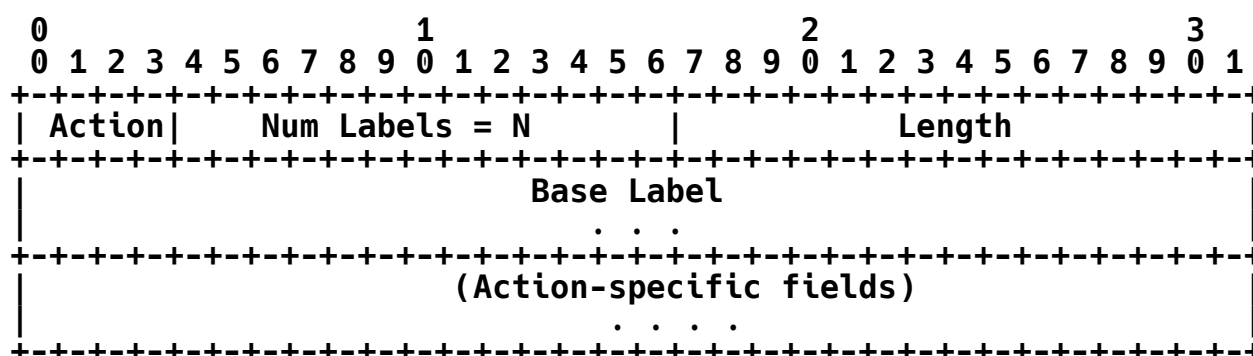 0                   1                   2                   3
 0 1 2 3 4 5 6 7 8 9 0 1 2 3 4 5 6 7 8 9 0 1 2 3 4 5 6 7 8 9 0 1
+-+-+-+-+-+-+-+-+-+-+-+-+-+-+-+-+-+-+-+-+-+-+-+-+-+-+-+-+-+-+-+-+
| Action|    Num Labels = N       |           Length            |
+-+-+-+-+-+-+-+-+-+-+-+-+-+-+-+-+-+-+-+-+-+-+-+-+-+-+-+-+-+-+-+-+
|                          Base Label                           |
|                             . . .                             |
+-+-+-+-+-+-+-+-+-+-+-+-+-+-+-+-+-+-+-+-+-+-+-+-+-+-+-+-+-+-+-+-+
|                      (Action-specific fields)                 |
|                              . . . .                          |
+-+-+-+-+-+-+-+-+-+-+-+-+-+-+-+-+-+-+-+-+-+-+-+-+-+-+-+-+-+-+-+-+